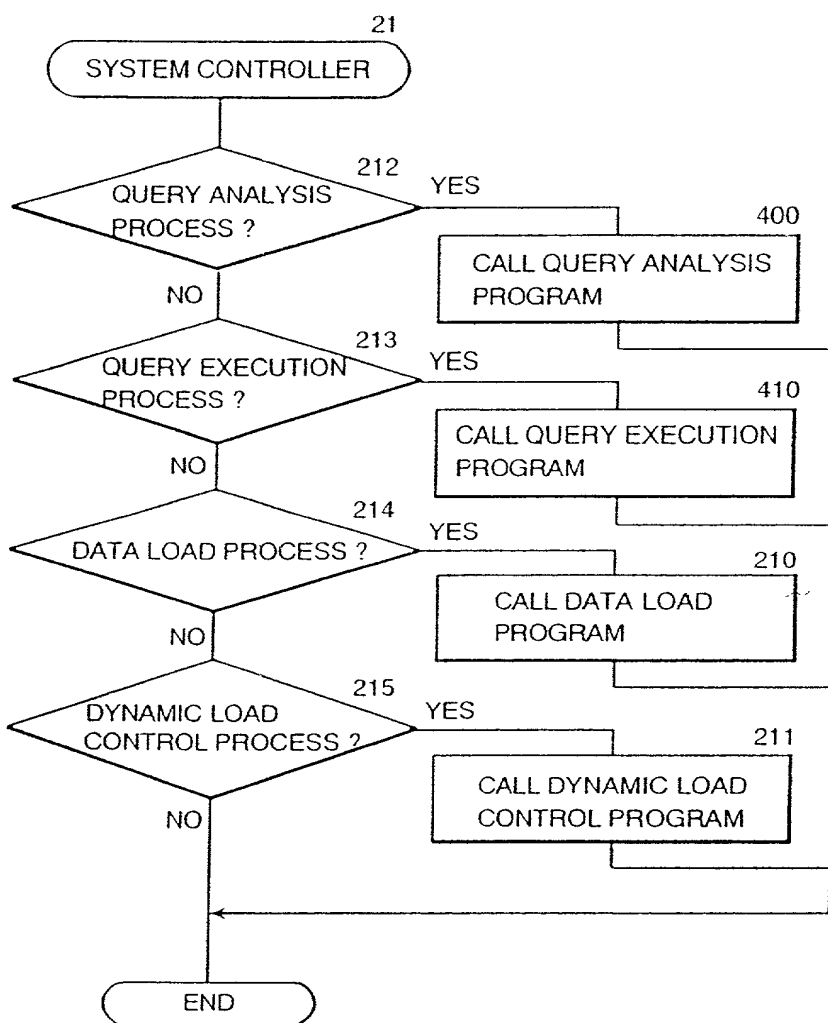 21
SYSTEM CONTROLLER
212
QUERY ANALYSIS
PROCESS ?
YES
400
CALL QUERY ANALYSIS
PROGRAM
NO
213
QUERY EXECUTION
PROCESS ?
YES
410
CALL QUERY EXECUTION
PROGRAM
NO
214
DATA LOAD PROCESS ?
YES
210
CALL DATA LOAD
PROGRAM
NO
215
DYNAMIC LOAD
CONTROL PROCESS ?
YES
211
CALL DYNAMIC LOAD
CONTROL PROGRAM
NO
END